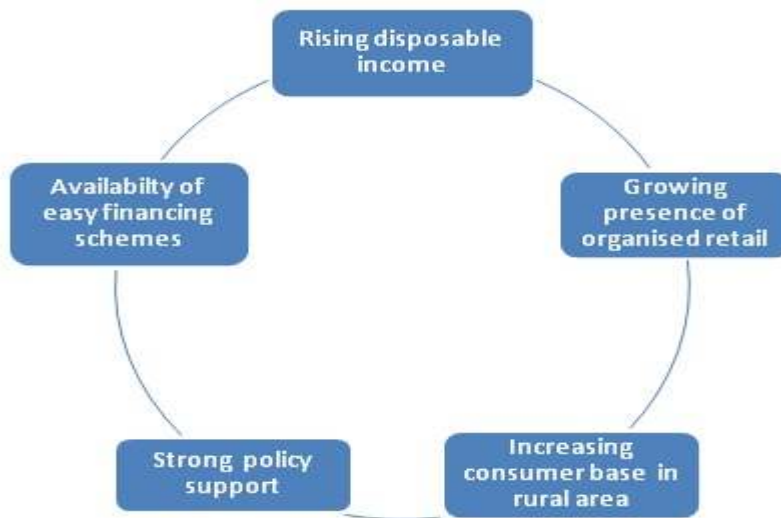 Rising disposable
income
Growing
presence of
organised retail
Increasing
consumer base in
rural area
Strong policy
support
Availabilty of
easy financing
schemes